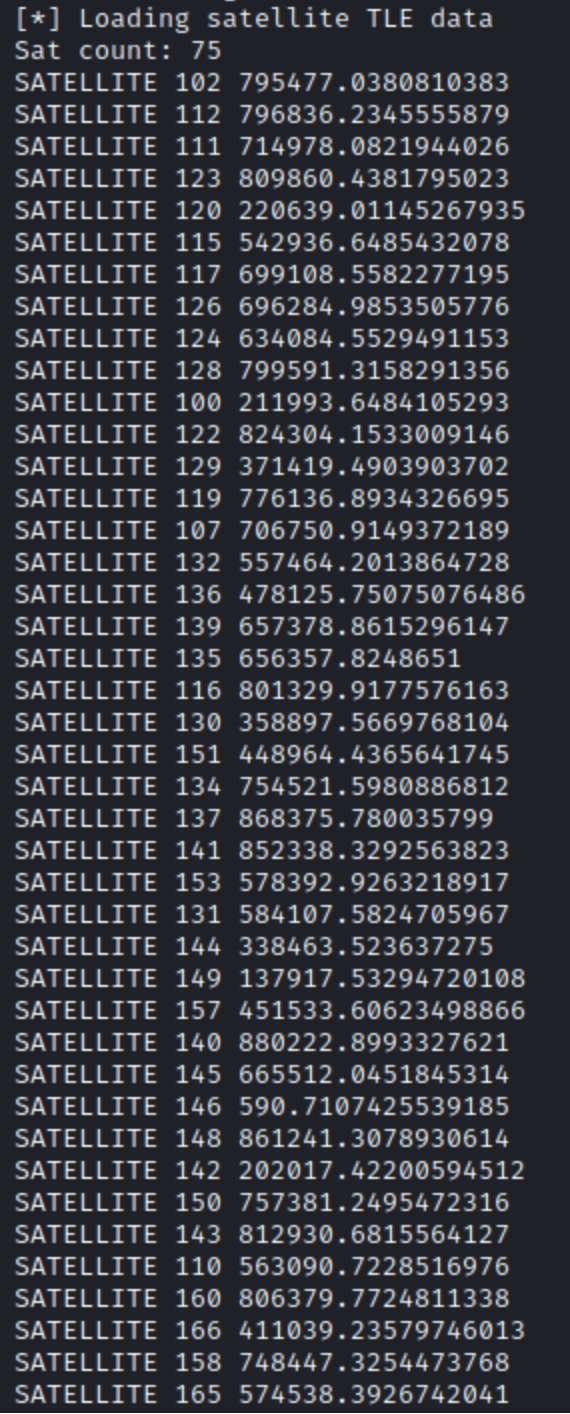 [*] Loading satellite TLE data
Sat count: 75
SATELLITE 102 795477.0380810383
SATELLITE 112 796836.2345555879
SATELLITE 111 714978.0821944026
SATELLITE 123 809860.4381795023
SATELLITE 120 220639.01145267935
SATELLITE 115 542936.6485432078
SATELLITE 117 699108.5582277195
SATELLITE 126 696284.9853505776
SATELLITE 124 634084.5529491153
SATELLITE 128 799591.3158291356
SATELLITE 100 211993.6484105293
SATELLITE 122 824304.1533009146
SATELLITE 129 371419.4903903702
SATELLITE 119 776136.8934326695
SATELLITE 107 706750.9149372189
SATELLITE 132 557464.2013864728
SATELLITE 136 478125.75075076486
SATELLITE 139 657378.8615296147
SATELLITE 135 656357.8248651
SATELLITE 116 801329.9177576163
SATELLITE 130 358897.5669768104
SATELLITE 151 448964.4365641745
SATELLITE 134 754521.5980886812
SATELLITE 137 868375.780035799
SATELLITE 141 852338.3292563823
SATELLITE 153 578392.9263218917
SATELLITE 131 584107.5824705967
SATELLITE 144 338463.523637275
SATELLITE 149 137917.53294720108
SATELLITE 157 451533.60623498866
SATELLITE 140 880222.8993327621
SATELLITE 145 665512.0451845314
SATELLITE 146 590.7107425539185
SATELLITE 148 861241.3078930614
SATELLITE 142 202017.42200594512
SATELLITE 150 757381.2495472316
SATELLITE 143 812930.6815564127
SATELLITE 110 563090.7228516976
SATELLITE 160 806379.7724811338
SATELLITE 166 411039.23579746013
SATELLITE 158 748447.3254473768
SATELLITE 165 574538.3926742041